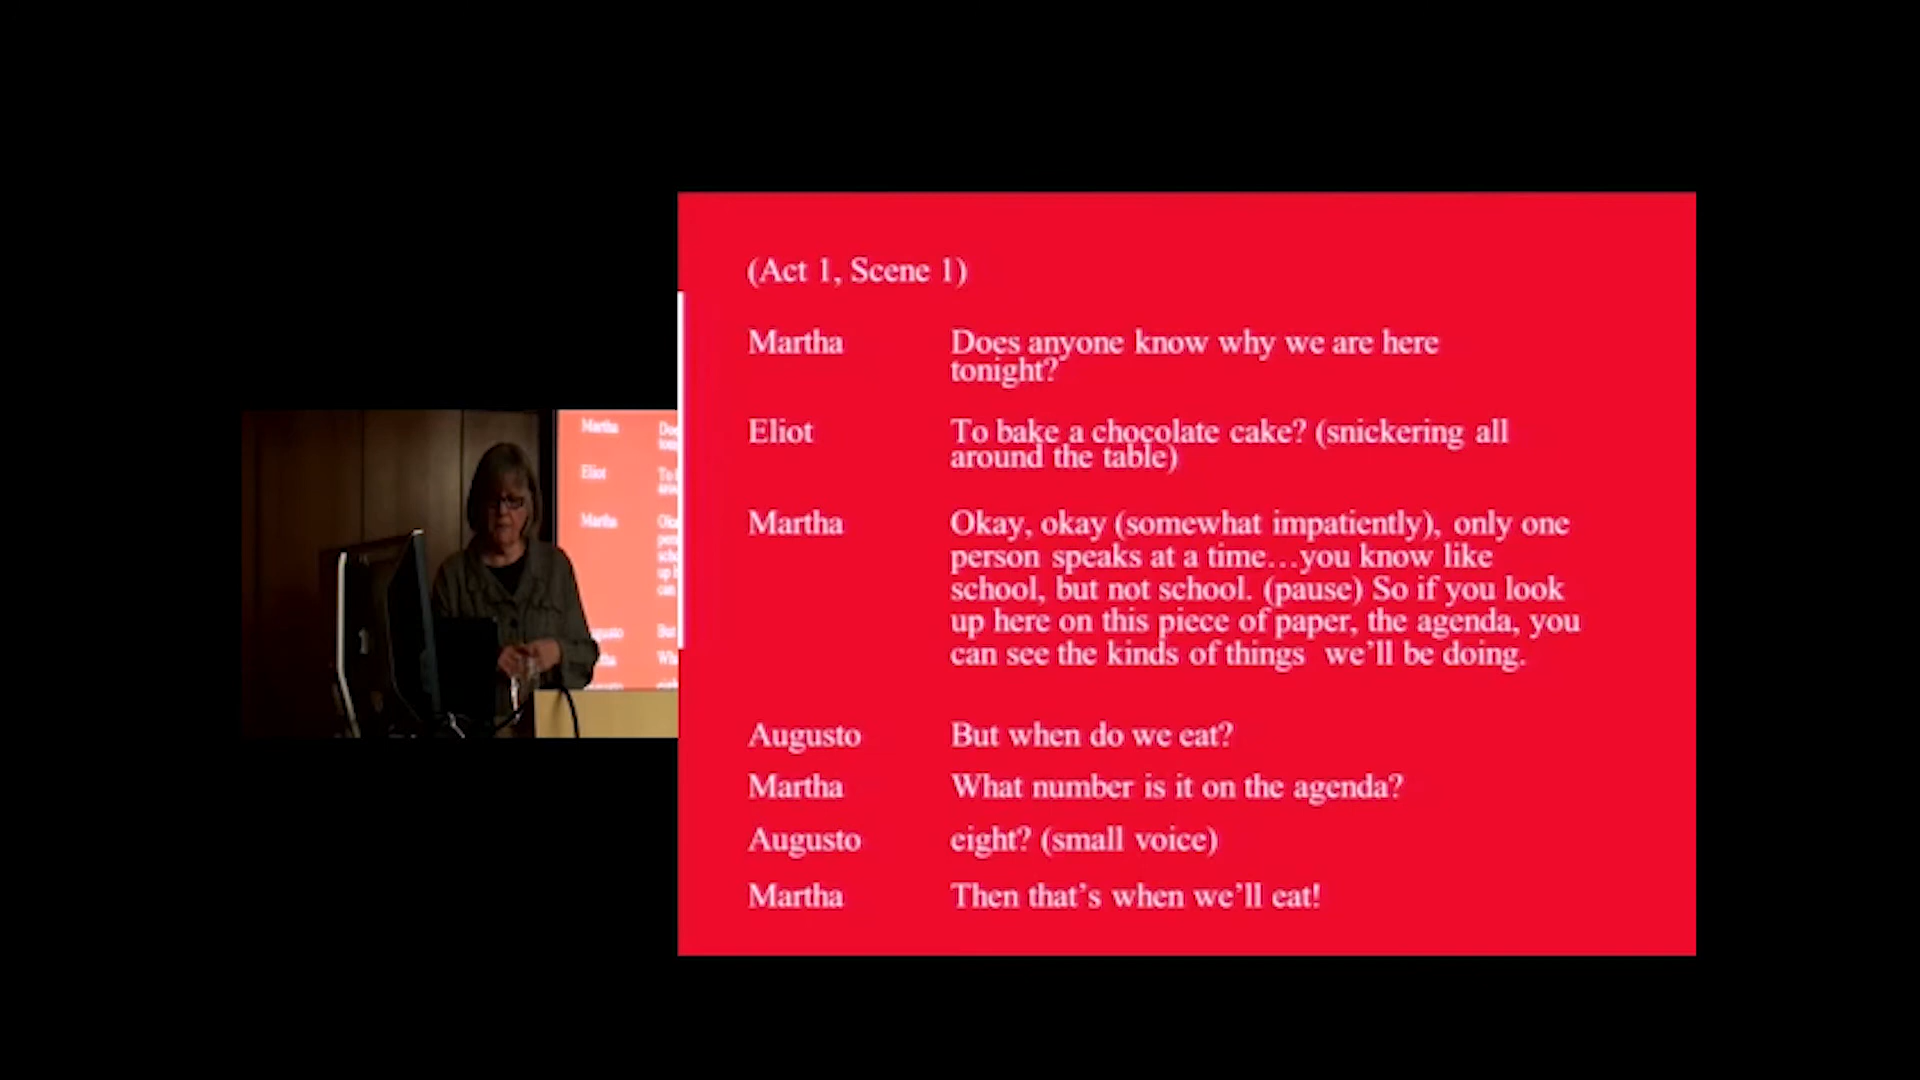 (Act 1, Scene 1)
Martha Does anyone know why we are here
tonight?
Eliot To bake a chocolate cake? (snickering all
around the table)
Martha Okay, okay (somewhat impatiently), only one
person speaks at a time…you know like
school, but not school. (pause) So if you look
up here on this piece of paper, the agenda, you
can see the kinds of things we’ll be doing.
Augusto But when do we eat?
Martha What number is it on the agenda?
Augusto eight? (small voice)
Martha Then that’s when we’ll eat!
Martha
Eliot
Martha